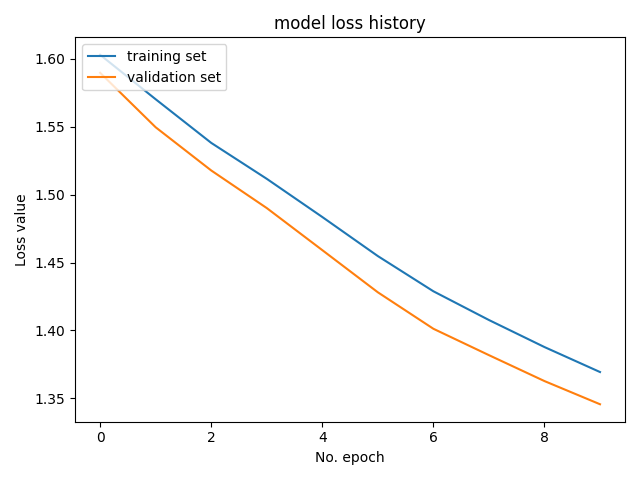 model loss history
training set
validation set
1.60
1.55
1.50
1.45
1.40
1.35
Loss value
0 2 4 6 8
No. epoch